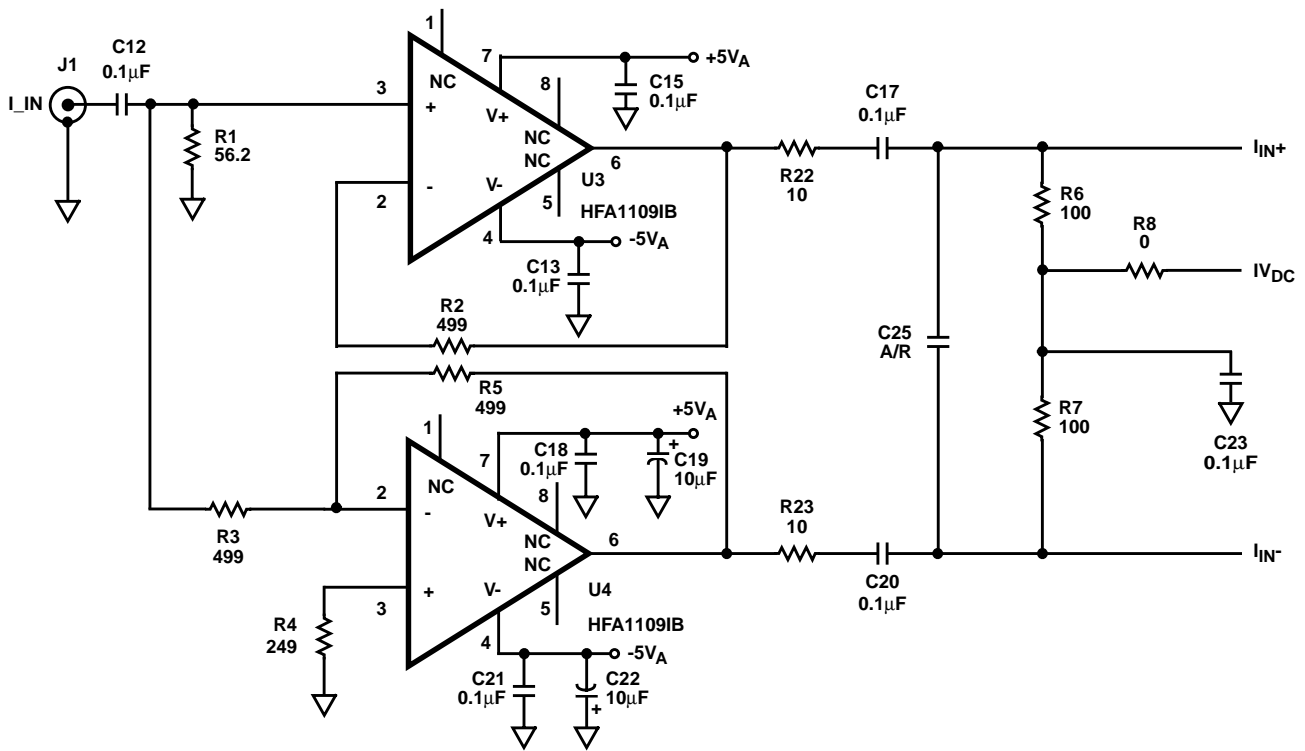 1
C12
0.1μF
J1
I_IN
3
NC
+
7
V+
+5VA
C15
0.1μF
8
NC
NC
R1
56.2
-
2
V-
5
6
U3
HFA1109IB
4
-5VA
C13
0.1μF
R22
10
C17
0.1μF
IIN+
R6
100
R8
0
IVDC
R2
499
R5
499
C25
A/R
R7
100
C23
0.1μF
1
7
+5VA
C18
0.1μF
+
C19
10μF
2
NC
-
V+
8
NC
NC
R3
499
6
R23
10
C20
0.1μF
IIN-
3
+
V-
5
U4
HFA1109IB
R4
249
4
-5VA
C21
0.1μF
C22
10μF
+